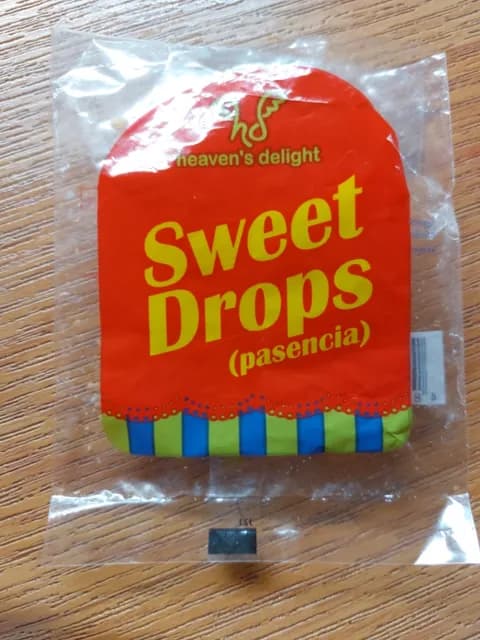 hd
heaven's delight
Sweet
Drops
(pasencia)